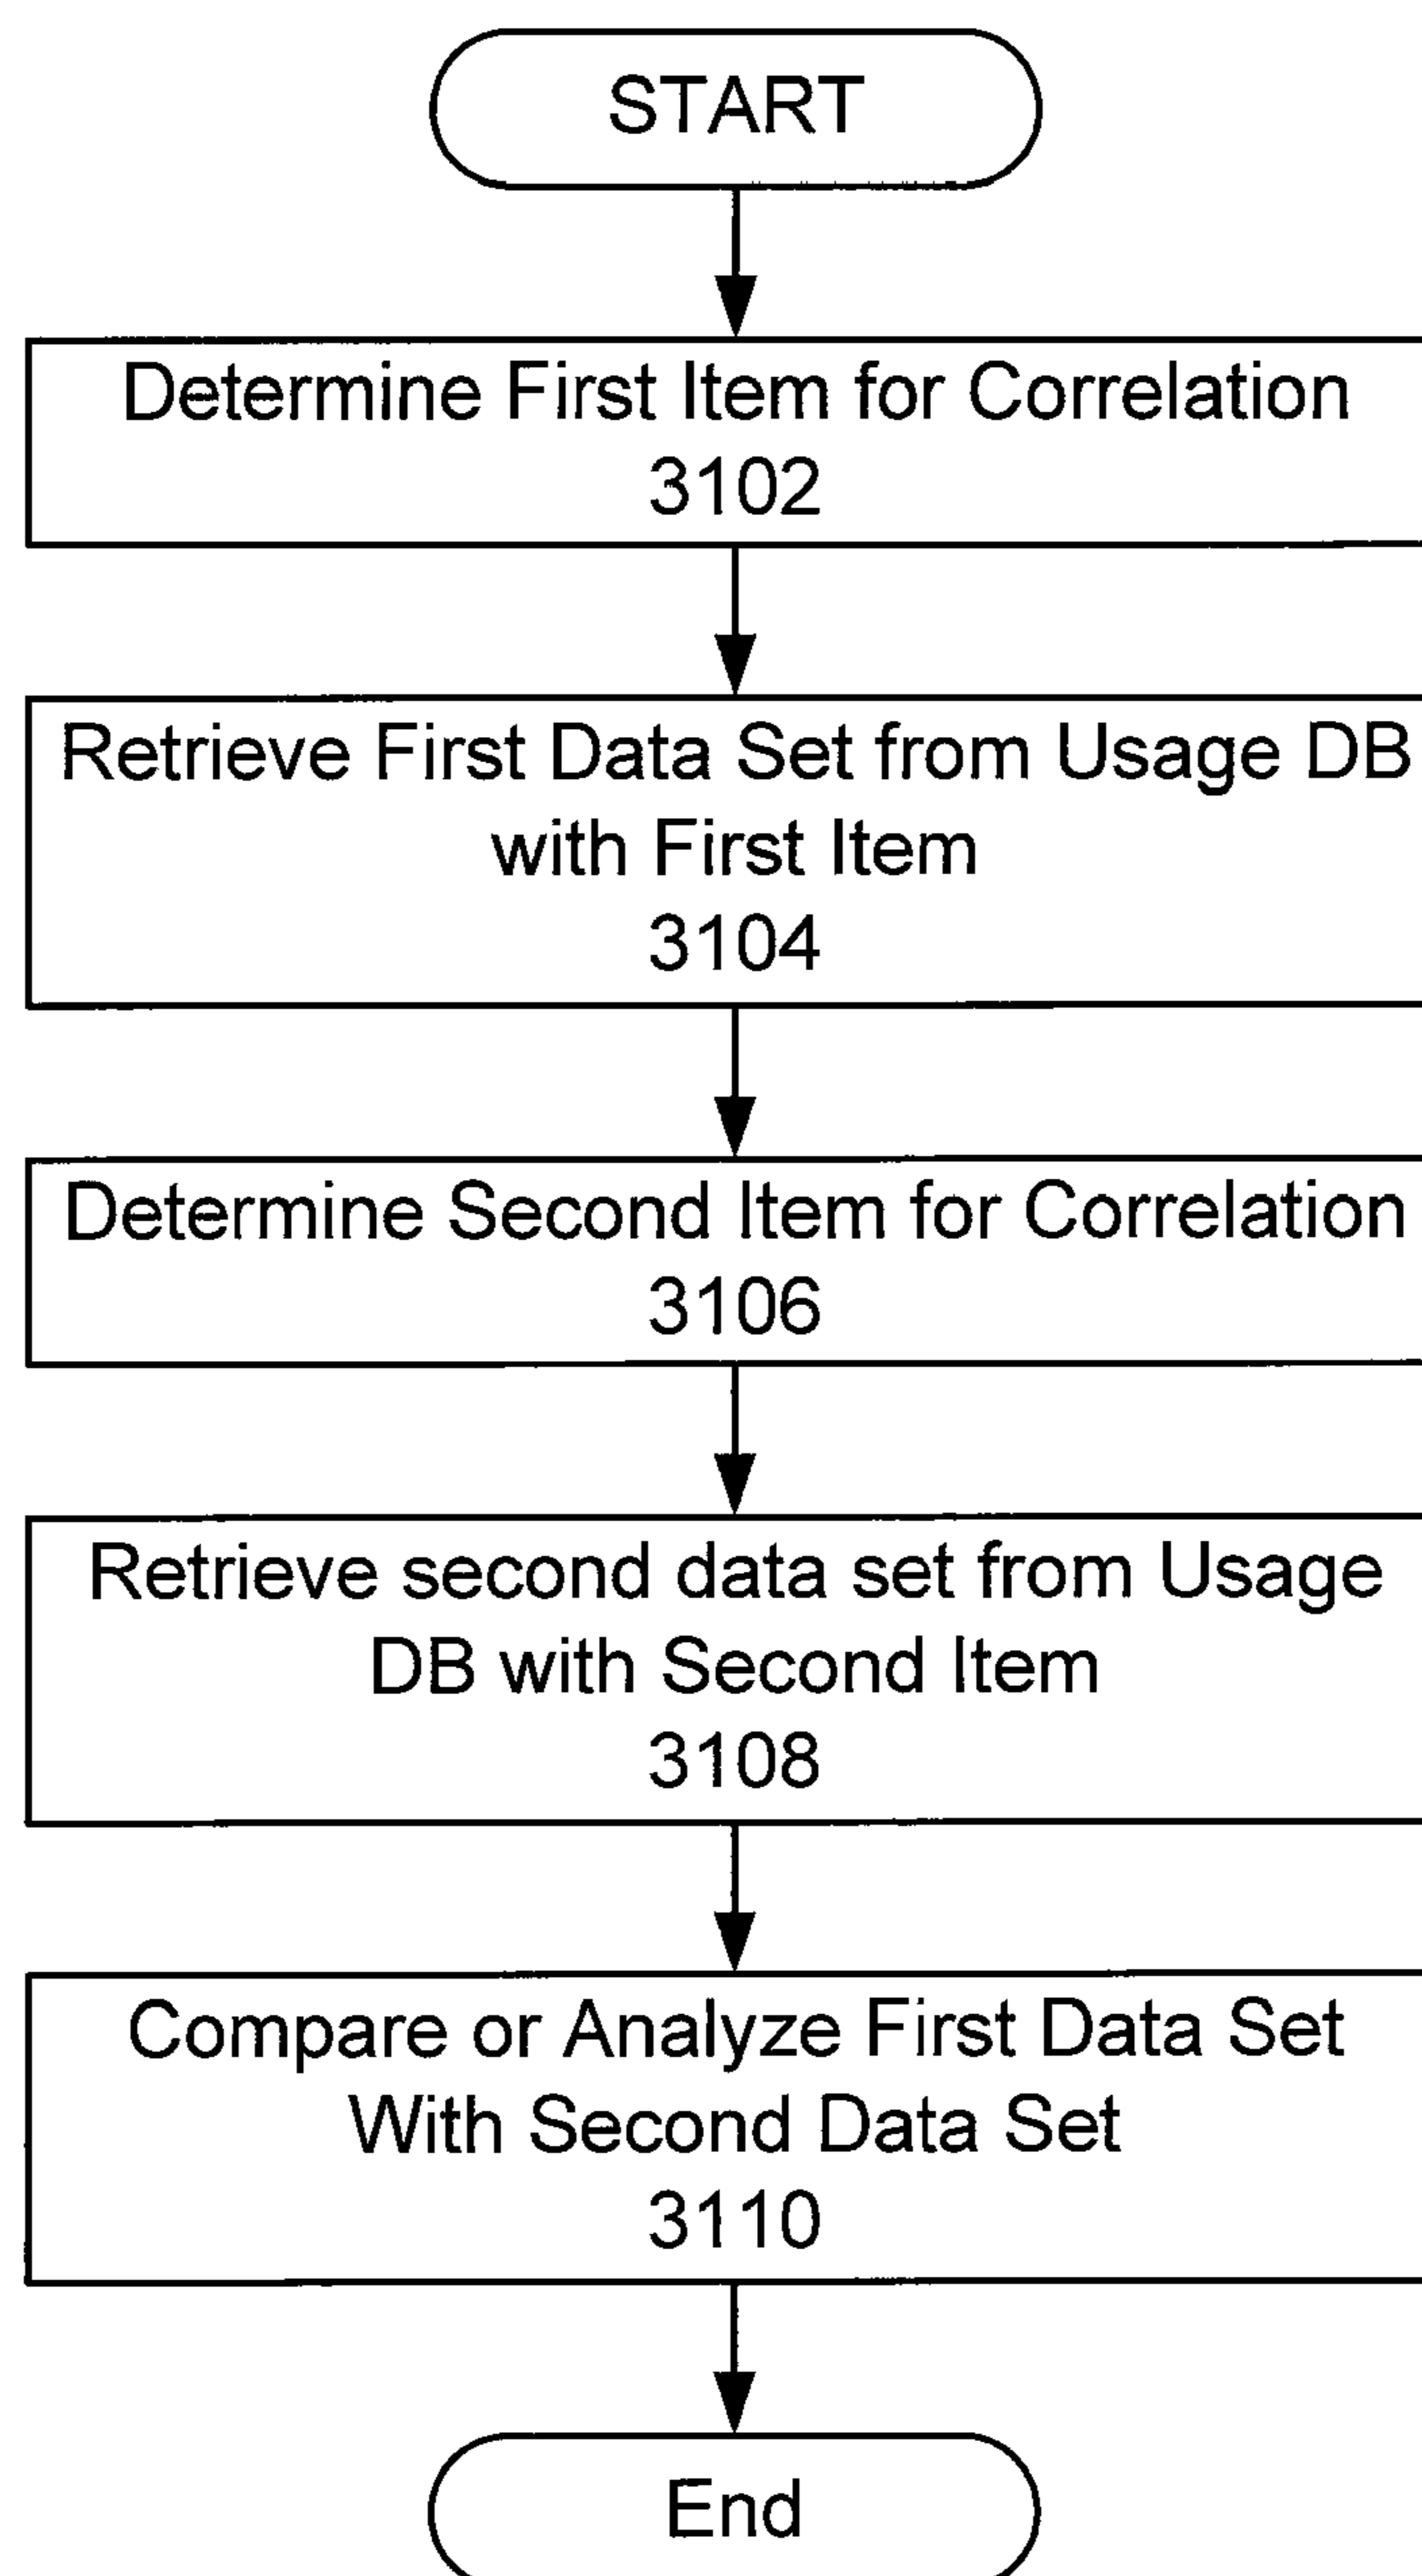 START
Determine First Item for Correlation
3102
Retrieve First Data Set from Usage DB
with First Item
3104
Determine Second Item for Correlation
3106
Retrieve second data set from Usage
DB with Second Item
3108
Compare or Analyze First Data Set
With Second Data Set
3110
End